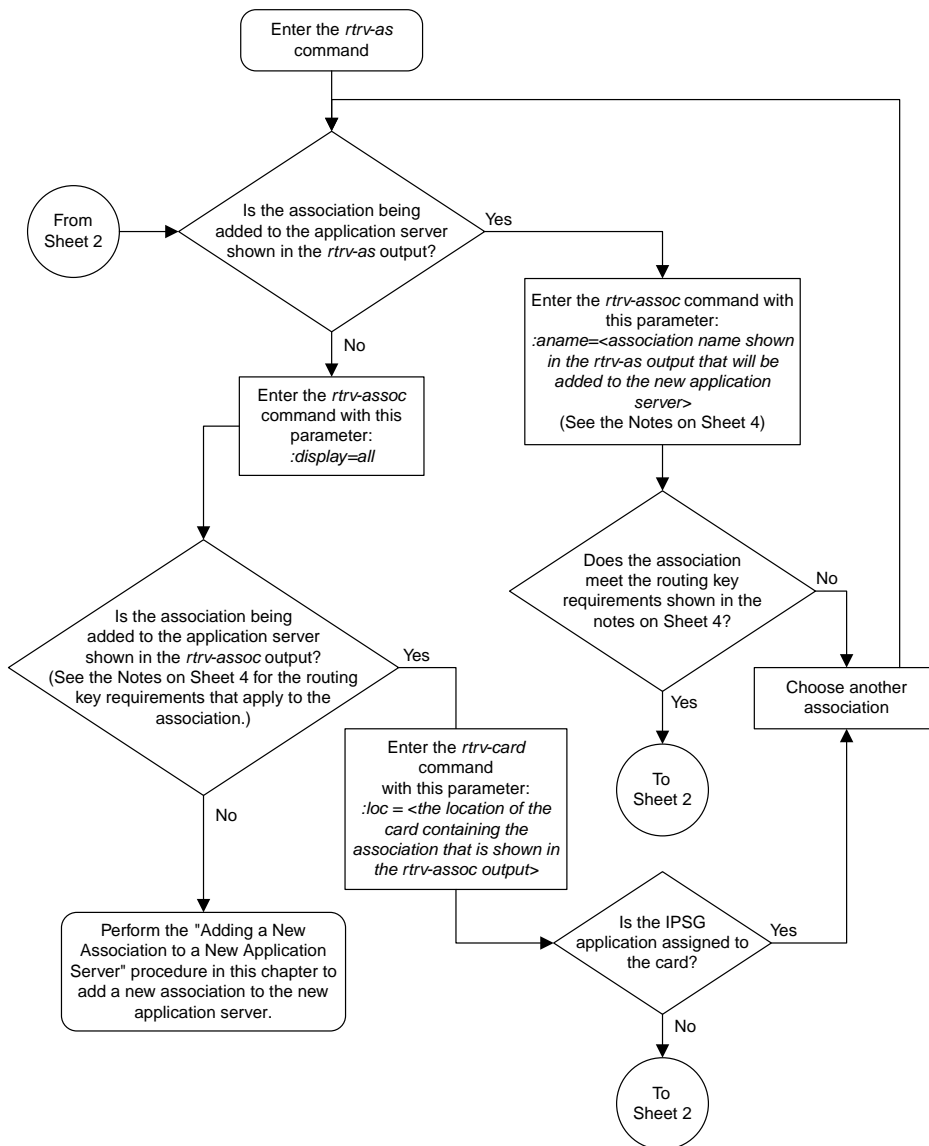 Enter the rtrv-as
command
From
Sheet 2
Is the association being
added to the application server
shown in the rtrv-as output?
Yes
No
Enter the rtrv-assoc command with
this parameter:
:aname=<association name shown
in the rtrv-as output that will be
added to the new application
server>
(See the Notes on Sheet 4)
Enter the rtrv-assoc
command with this
parameter:
:display=all
Does the association
meet the routing key
requirements shown in the
notes on Sheet 4?
No
Yes
Is the association being
added to the application server
shown in the rtrv-assoc output?
(See the Notes on Sheet 4 for the routing
key requirements that apply to the
association.)
Yes
No
Choose another
association
To
Sheet 2
Enter the rtrv-card
command
with this parameter:
:loc = <the location of the
card containing the
association that is shown in
the rtrv-assoc output>
Perform the "Adding a New
Association to a New Application
Server" procedure in this chapter to
add a new association to the new
application server.
Is the IPSG
application assigned to
the card?
Yes
No
To
Sheet 2